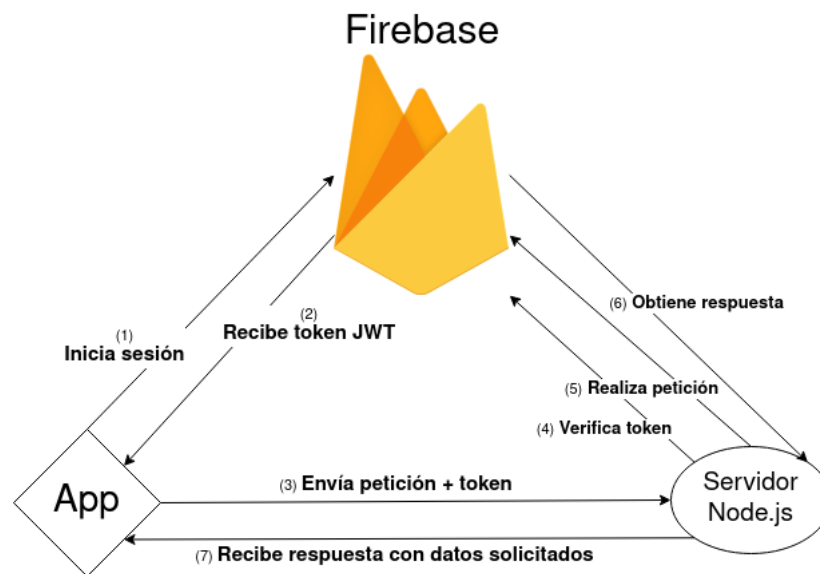 Firebase
(1)
Inicia sesión
(2)
Recibe token JWT
(6) Obtiene respuesta
(5) Realiza petición
(4) Verifica token
App
(3) Envía petición + token
Servidor
Node.js
(7) Recibe respuesta con datos solicitados